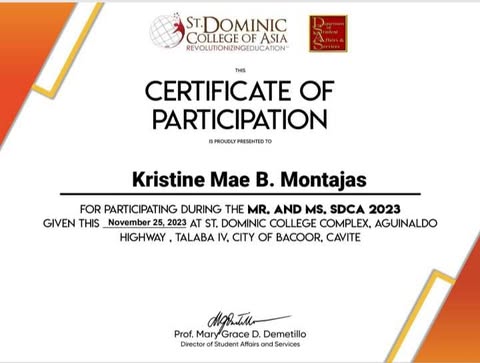 ST. DOMINIC
COLLEGE OF ASIA
REVOLUTIONIZINGEDUCATION
Department
of Student
Affairs &
Services
THIS
CERTIFICATE OF
PARTICIPATION
IS PROUDLY PRESENTED TO
Kristine Mae B. Montajas
FOR PARTICIPATING DURING THE MR. AND MS. SDCA 2023
GIVEN THIS November 25, 2023 AT ST. DOMINIC COLLEGE COMPLEX, AGUINALDO
HIGHWAY , TALABA IV, CITY OF BACOOR, CAVITE
Prof. Mary Grace D. Demetillo
Director of Student Affairs and Services